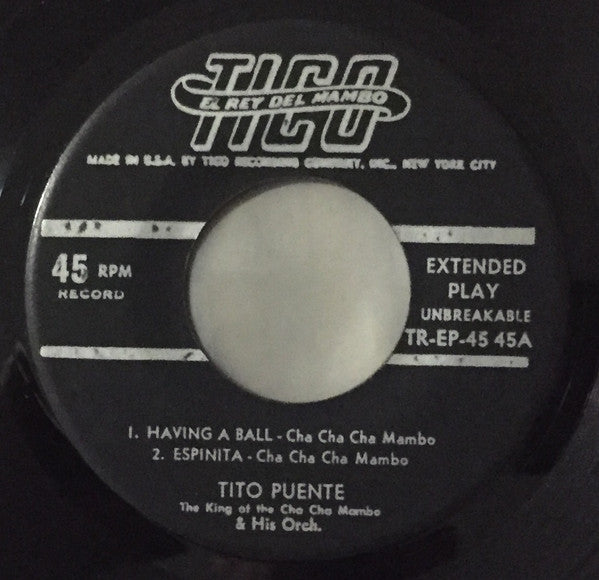 TICO
EL REY DEL MAMBO
MADE IN U.S.A. BY TICO RECORDING COMPANY, INC., NEW YORK CITY
45 RPM
RECORD
EXTENDED
PLAY
UNBREAKABLE
TR-EP-45 45A
1. HAVING A BALL - Cha Cha Cha Mambo
2. ESPINITA - Cha Cha Cha Mambo
TITO PUENTE
The King of the Cha Cha Mambo
& His Orch.